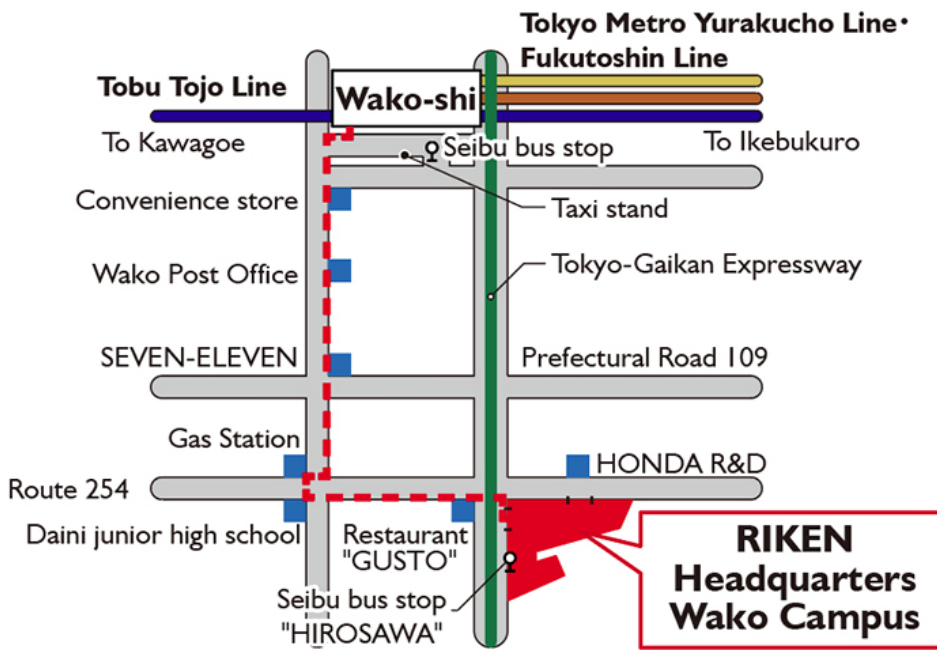 Tokyo Metro Yurakucho Line・
Fukutoshin Line
Tobu Tojo Line
Wako-shi
To Kawagoe
Seibu bus stop
To Ikebukuro
Convenience store
Taxi stand
Wako Post Office
Tokyo-Gaikan Expressway
SEVEN-ELEVEN
Prefectural Road 109
Gas Station
HONDA R&D
Route 254
Daini junior high school
Restaurant
"GUSTO"
RIKEN
Headquarters
Wako Campus
Seibu bus stop
"HIROSAWA"